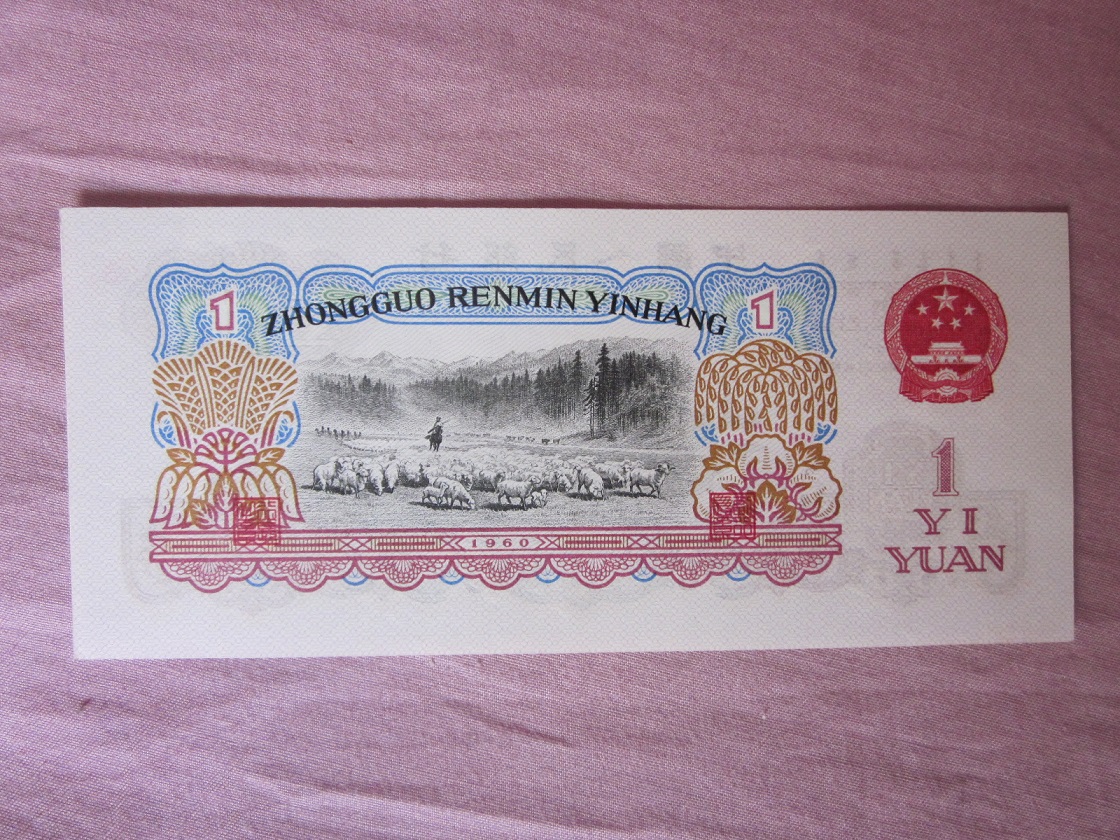 1
ZHONGGUO RENMIN YINHANG
1
1960
1
YI
YUAN